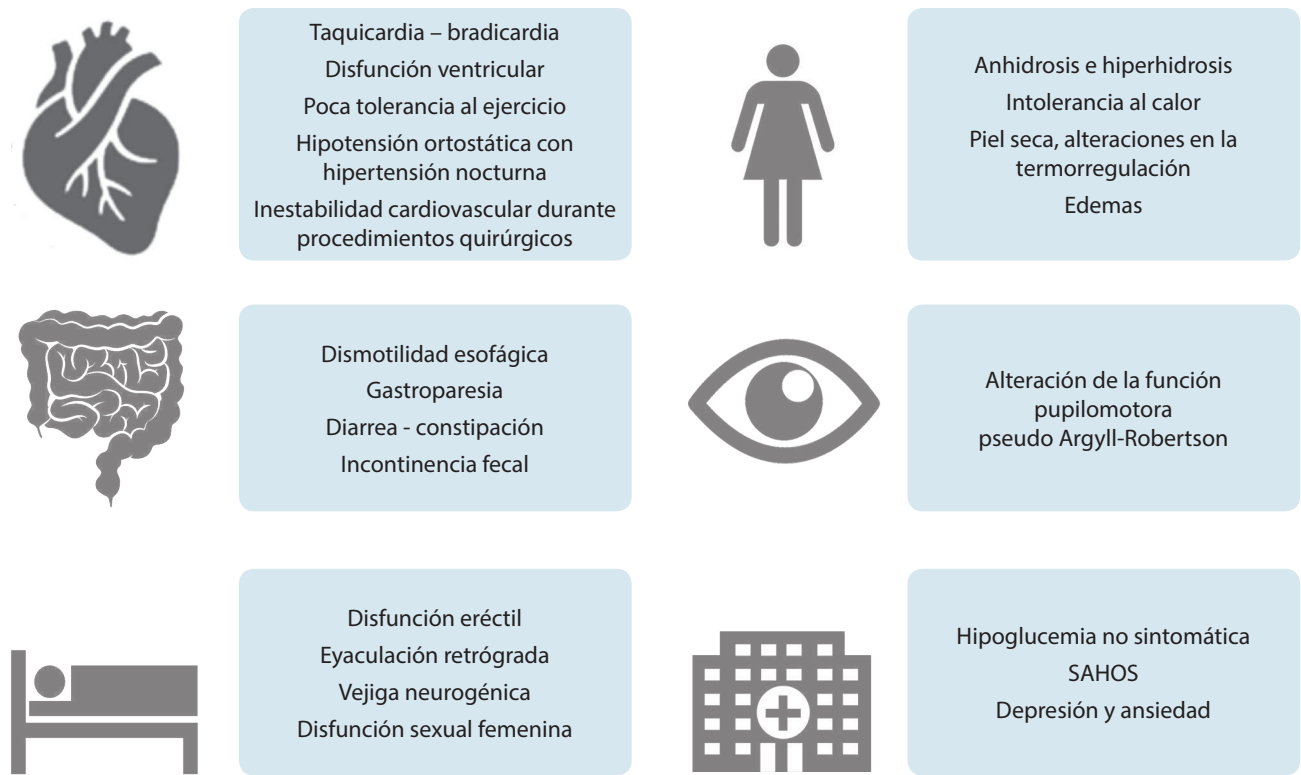 Taquicardia – bradicardia
Disfunción ventricular
Poca tolerancia al ejercicio
Hipotensión ortostática con
hipertensión nocturna
Inestabilidad cardiovascular durante
procedimientos quirúrgicos
Anhidrosis e hiperhidrosis
Intolerancia al calor
Piel seca, alteraciones en la
termorregulación
Edemas
Dismotilidad esofágica
Gastroparesia
Diarrea - constipación
Incontinencia fecal
Alteración de la función
pupilomotora
pseudo Argyll-Robertson
Disfunción eréctil
Eyaculación retrógrada
Vejiga neurogénica
Disfunción sexual femenina
Hipoglucemia no sintomática
SAHOS
Depresión y ansiedad